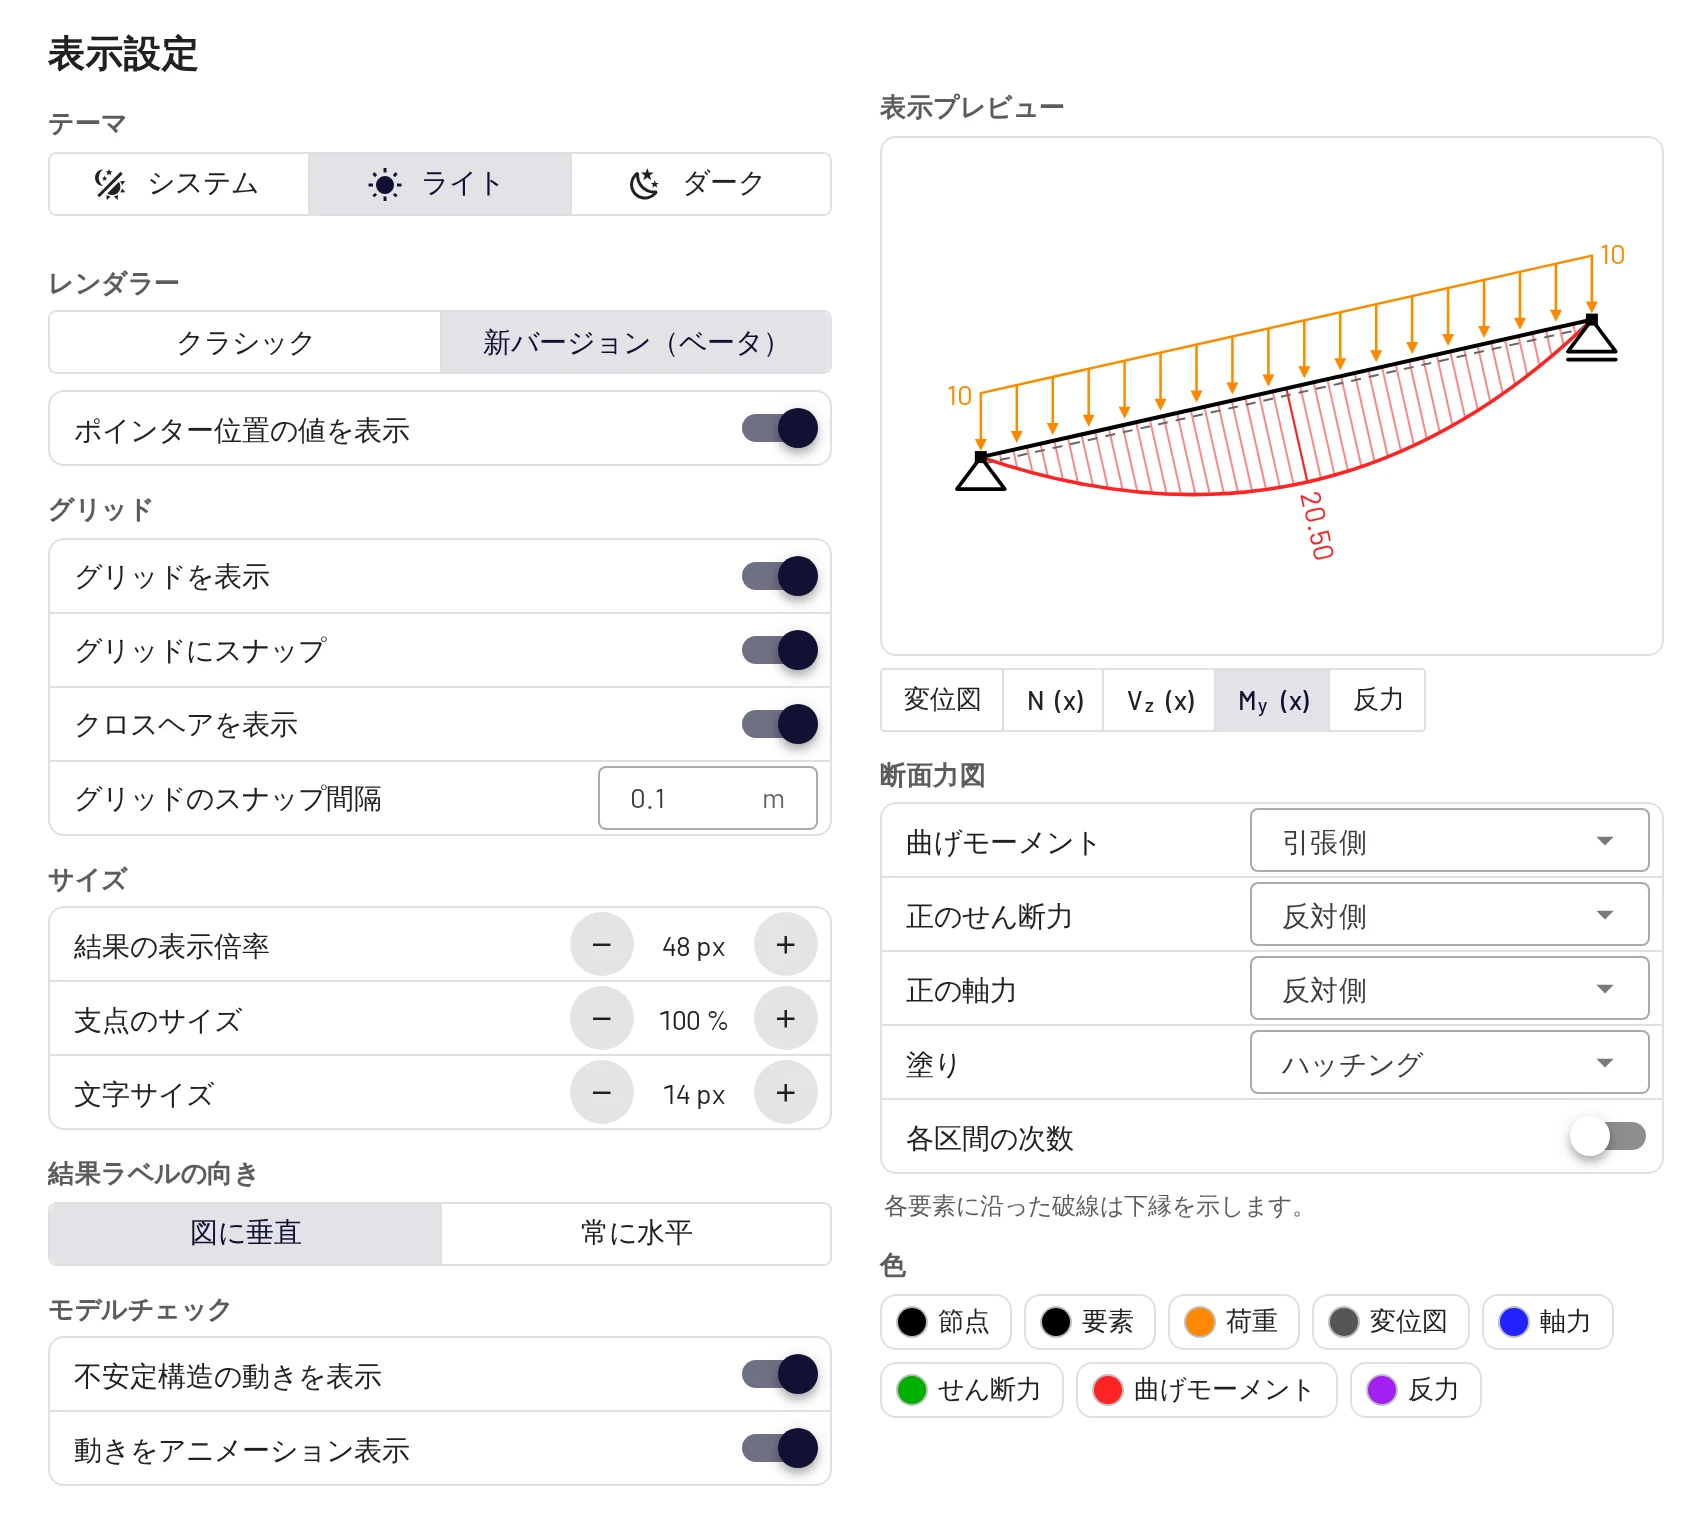 表示設定
テーマ
システム
ライト
ダーク
レンダラー
クラシック
新バージョン（ベータ）
ポインター位置の値を表示
グリッド
グリッドを表示
グリッドにスナップ
クロスヘアを表示
グリッドのスナップ間隔
0.1 m
サイズ
結果の表示倍率
− 48 px +
支点のサイズ
− 100 % +
文字サイズ
− 14 px +
結果ラベルの向き
図に垂直
常に水平
モデルチェック
不安定構造の動きを表示
動きをアニメーション表示
表示プレビュー
10
10
20.50
変位図
N (x)
Vz (x)
My (x)
反力
断面力図
曲げモーメント
引張側
正のせん断力
反対側
正の軸力
反対側
塗り
ハッチング
各区間の次数
各要素に沿った破線は下縁を示します。
色
節点
要素
荷重
変位図
軸力
せん断力
曲げモーメント
反力